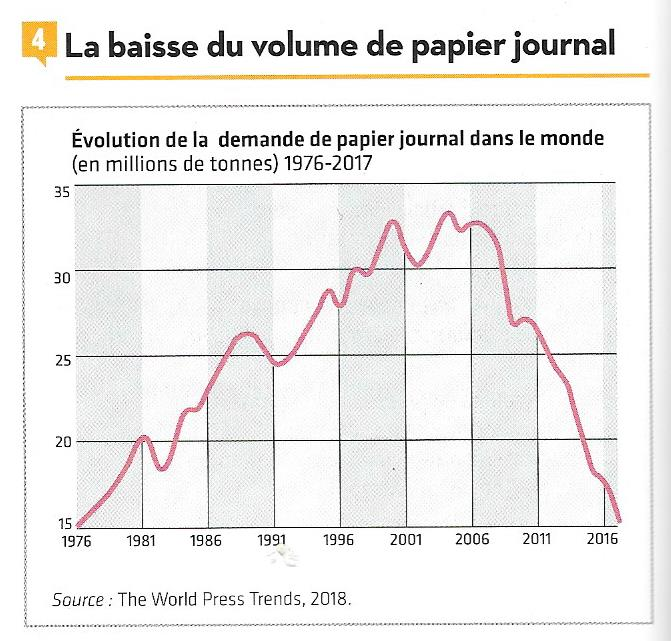 4 La baisse du volume de papier journal
Évolution de la demande de papier journal dans le monde
(en millions de tonnes) 1976-2017
35
30
25
20
15
1976 1981 1986 1991 1996 2001 2006 2011 2016
Source : The World Press Trends, 2018.